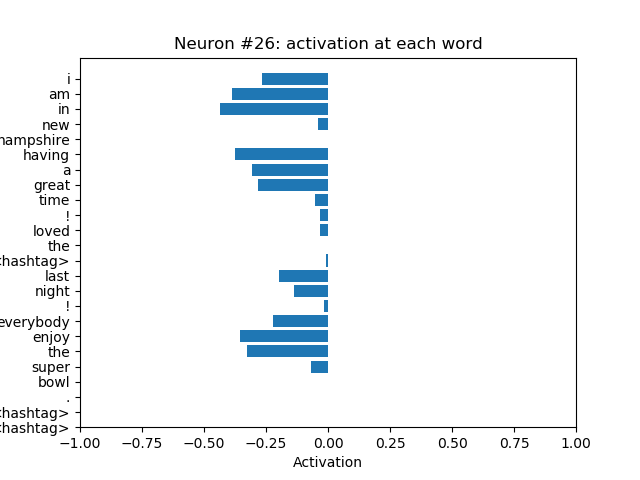 Neuron #26: activation at each word
i
am
in
new
hampshire
having
a
great
time
!
loved
the
hashtag>
last
night
!
everybody
enjoy
the
super
bowl
.
hashtag>
hashtag>
−1.00 −0.75 −0.50 −0.25 0.00 0.25 0.50 0.75 1.00
Activation